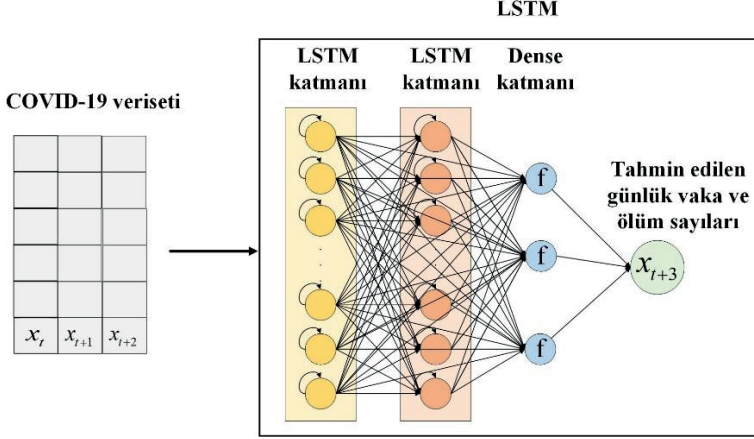 LSTM
LSTM katmanı
LSTM katmanı
Dense katmanı
COVID-19 veriseti
x_t x_{t+1} x_{t+2}
f
f
f
Tahmin edilen
günlük vaka ve
ölüm sayıları
x_{t+3}